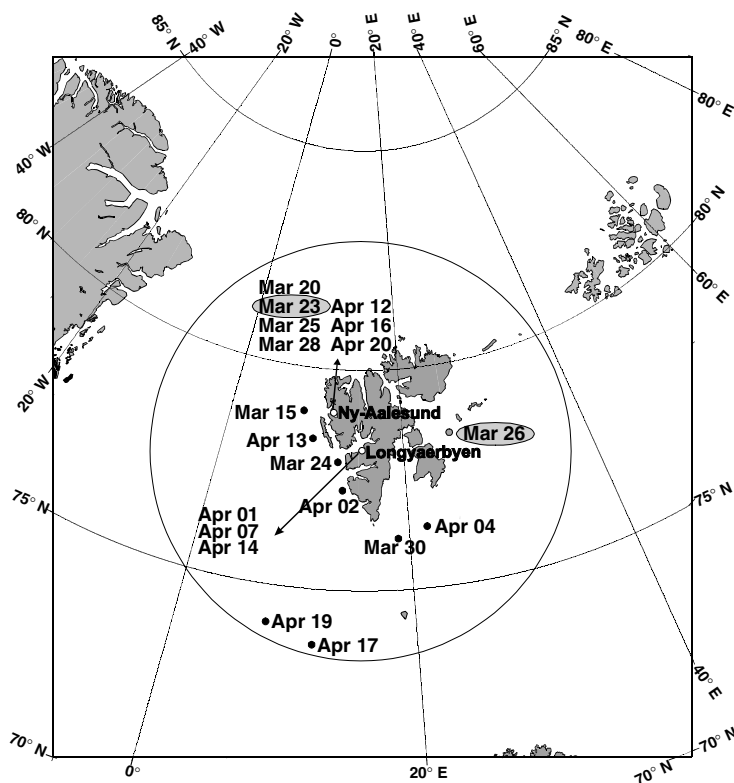 85° N
40° W
20° W
0°
20° E
40° E
60° E
85° N
80° E
80° E
40° W
80° N
80° N
60° E
Mar 20
Mar 23 Apr 12
Mar 25 Apr 16
Mar 28 Apr 20
20° W
Mar 15
Ny-Aalesund
Apr 13
Mar 26
Mar 24
Longyaerbyen
75° N
75° N
Apr 02
Apr 01
Apr 07
Apr 14
Apr 04
Mar 30
Apr 19
Apr 17
40° E
70° N
70° N
0°
20° E
70° N